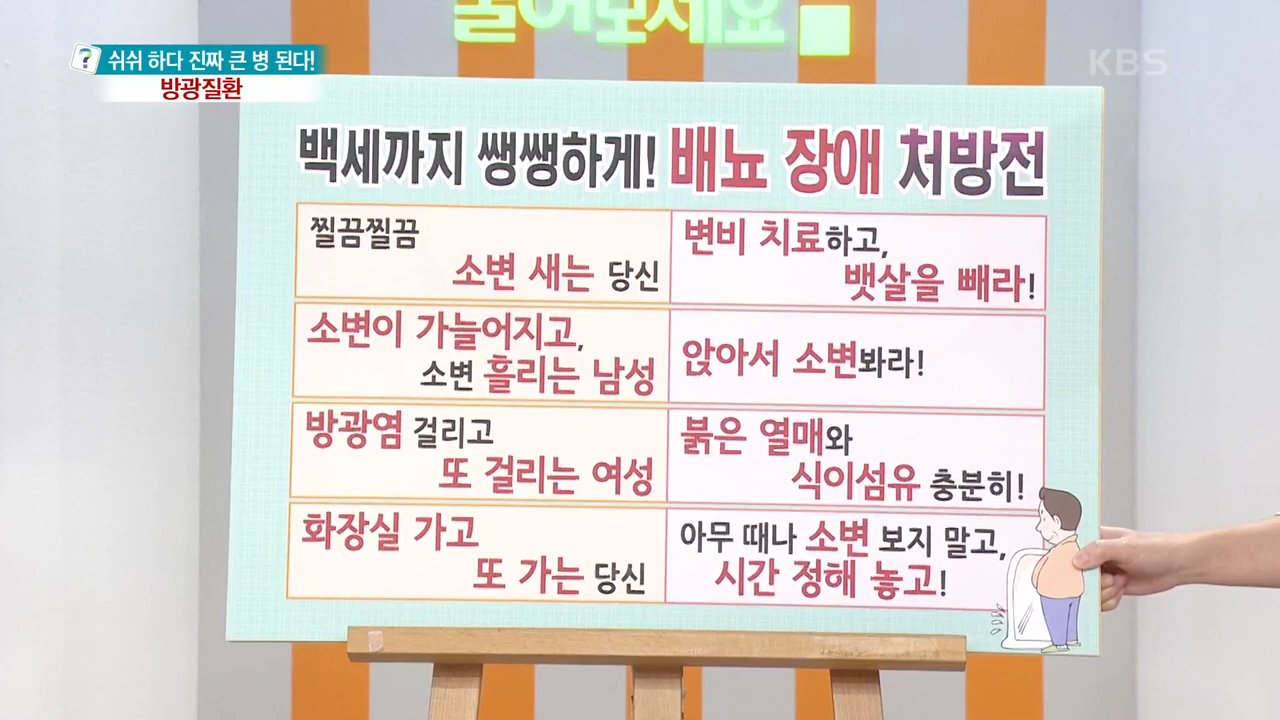 물어보세요
쉬쉬 하다 진짜 큰 병 된다!
방광질환
KBS
백세까지 쌩쌩하게! 배뇨 장애 처방전
찔끔찔끔
소변 새는 당신
변비 치료하고,
뱃살을 빼라!
소변이 가늘어지고,
소변 흘리는 남성
앉아서 소변봐라!
방광염 걸리고
또 걸리는 여성
붉은 열매와
식이섬유 충분히!
화장실 가고
또 가는 당신
아무 때나 소변 보지 말고,
시간 정해 놓고!